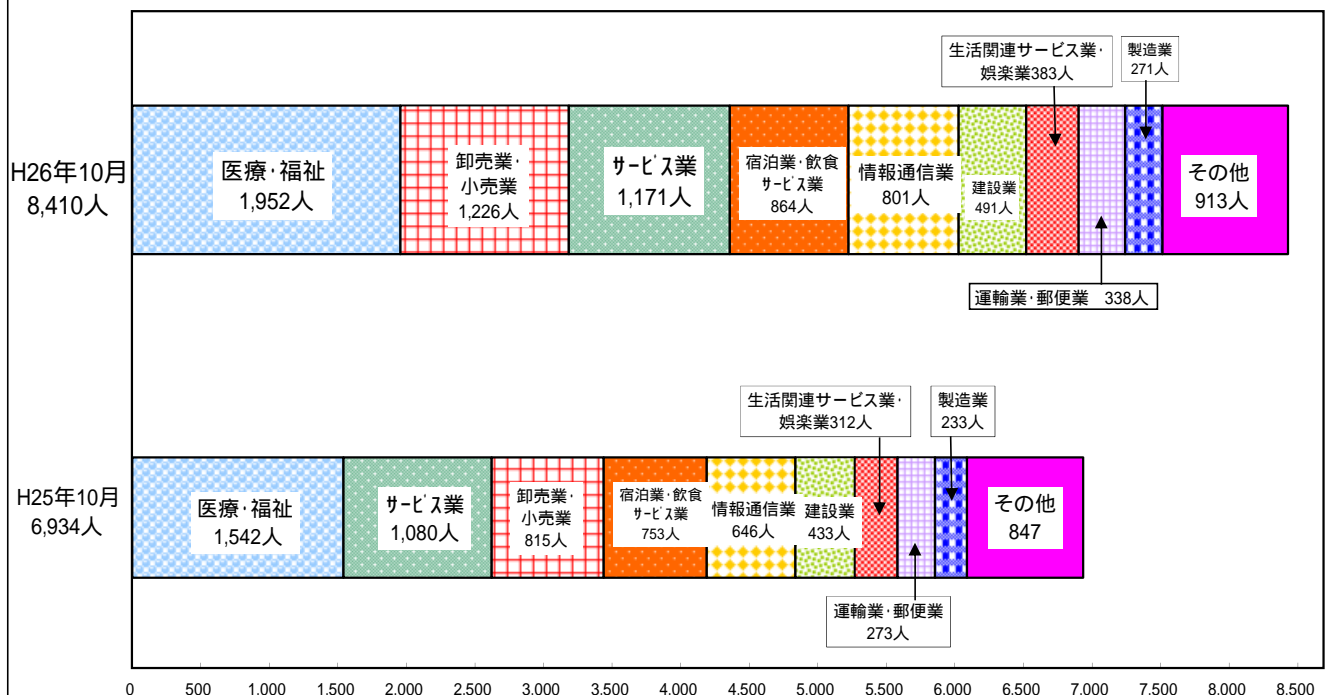 生活関連サービス業・
娯楽業383人
製造業
271人
H26年10月
8,410人
医療・福祉
1,952人
卸売業・
小売業
1,226人
ｻｰﾋﾞｽ業
1,171人
宿泊業・飲食
ｻｰﾋﾞｽ業
864人
情報通信業
801人
建設業
491人
その他
913人
運輸業・郵便業　338人
生活関連サービス業・
娯楽業312人
製造業
233人
H25年10月
6,934人
医療・福祉
1,542人
ｻｰﾋﾞｽ業
1,080人
卸売業・
小売業
815人
宿泊業・飲食
ｻｰﾋﾞｽ業
753人
情報通信業
646人
建設業
433人
その他
847
運輸業・郵便業
273人
0 500 1.000 1.500 2.000 2.500 3.000 3.500 4.000 4.500 5.000 5.500 6.000 6.500 7.000 7.500 8.000 8.500